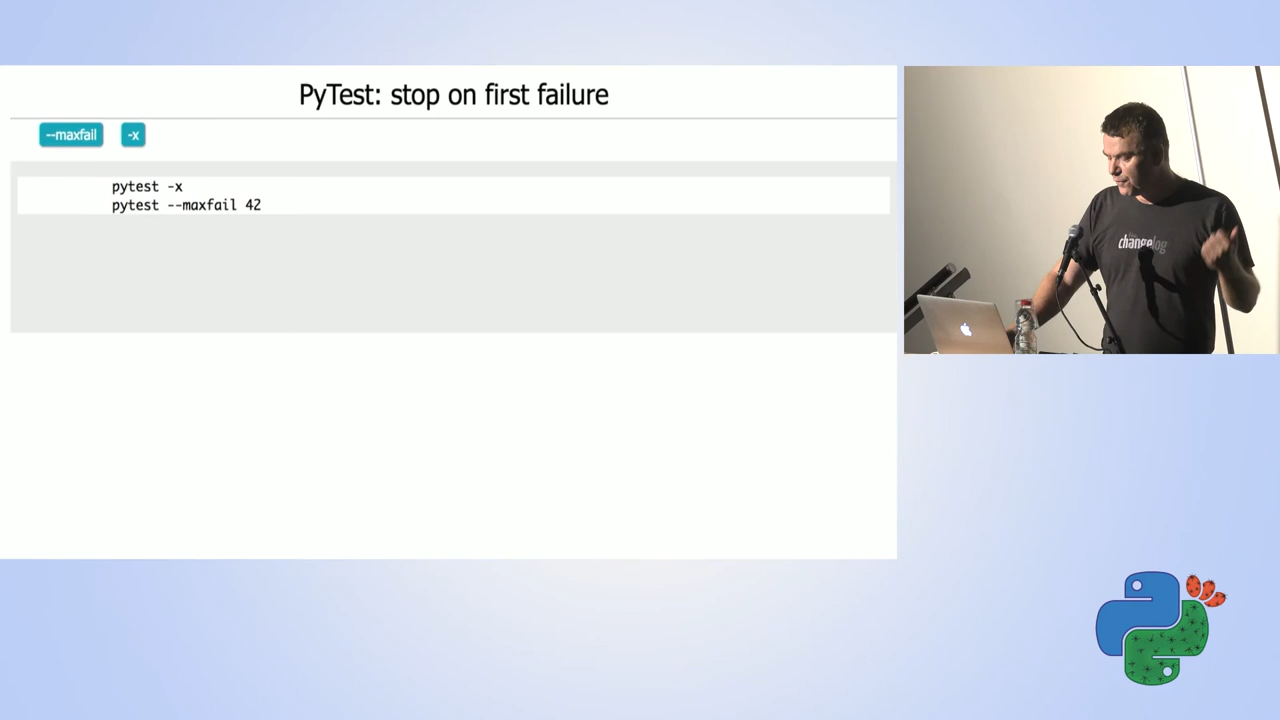 PyTest: stop on first failure
--maxfail
-x
pytest -x
pytest --maxfail 42
changelog